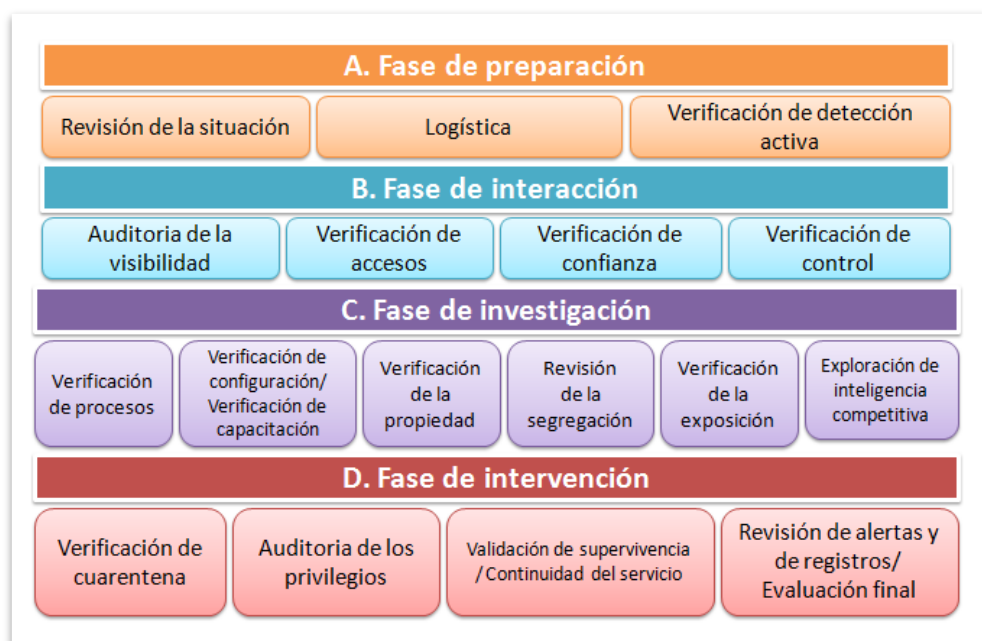 A. Fase de preparación
Revisión de la situación
Logística
Verificación de detección
activa
B. Fase de interacción
Auditoria de la
visibilidad
Verificación de
accesos
Verificación de
confianza
Verificación de
control
C. Fase de investigación
Verificación
de procesos
Verificación de
configuración/
Verificación de
capacitación
Verificación
de la
propiedad
Revisión
de la
segregación
Verificación
de la
exposición
Exploración de
inteligencia
competitiva
D. Fase de intervención
Verificación de
cuarentena
Auditoria de los
privilegios
Validación de supervivencia
/Continuidad del servicio
Revisión de alertas y
de registros/
Evaluación final